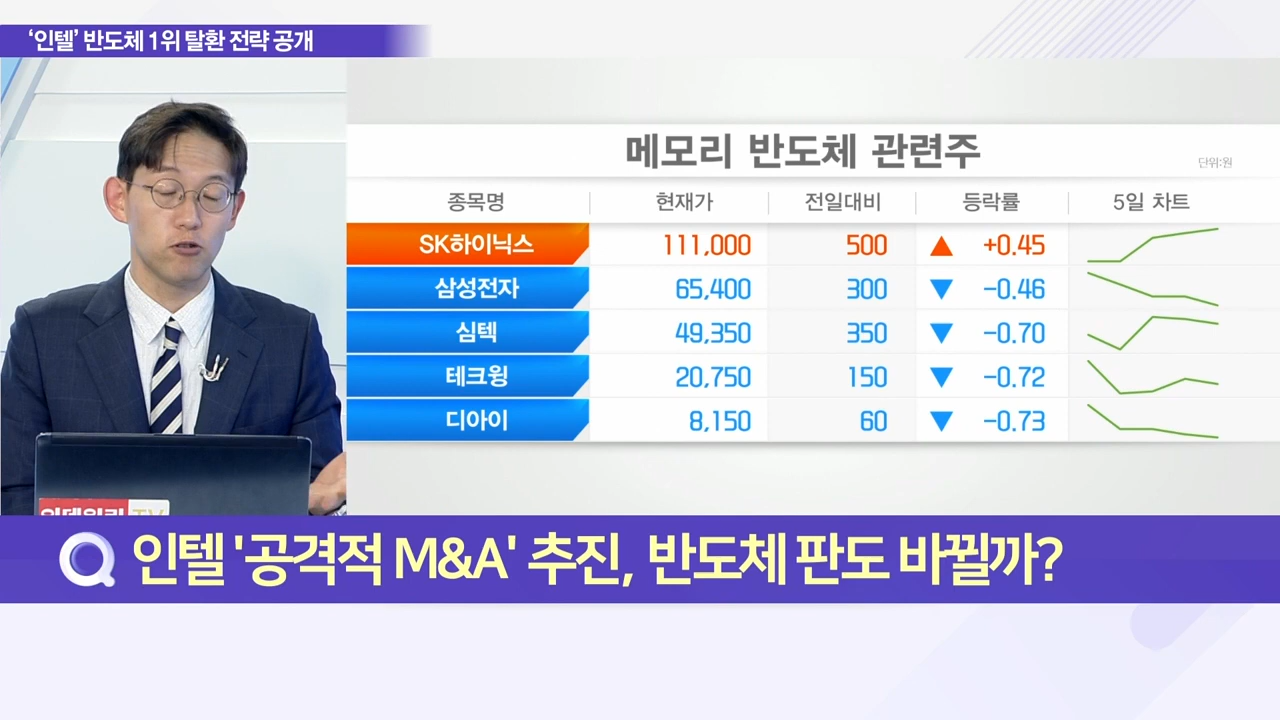 ‘인텔’ 반도체 1위 탈환 전략 공개
메모리 반도체 관련주
단위:원
종목명 현재가 전일대비 등락률 5일 차트
SK하이닉스 111,000 500 ▲ +0.45
삼성전자 65,400 300 ▼ -0.46
심텍 49,350 350 ▼ -0.70
테크윙 20,750 150 ▼ -0.72
디아이 8,150 60 ▼ -0.73
이데일리 TV
인텔 '공격적 M&A' 추진, 반도체 판도 바뀔까?